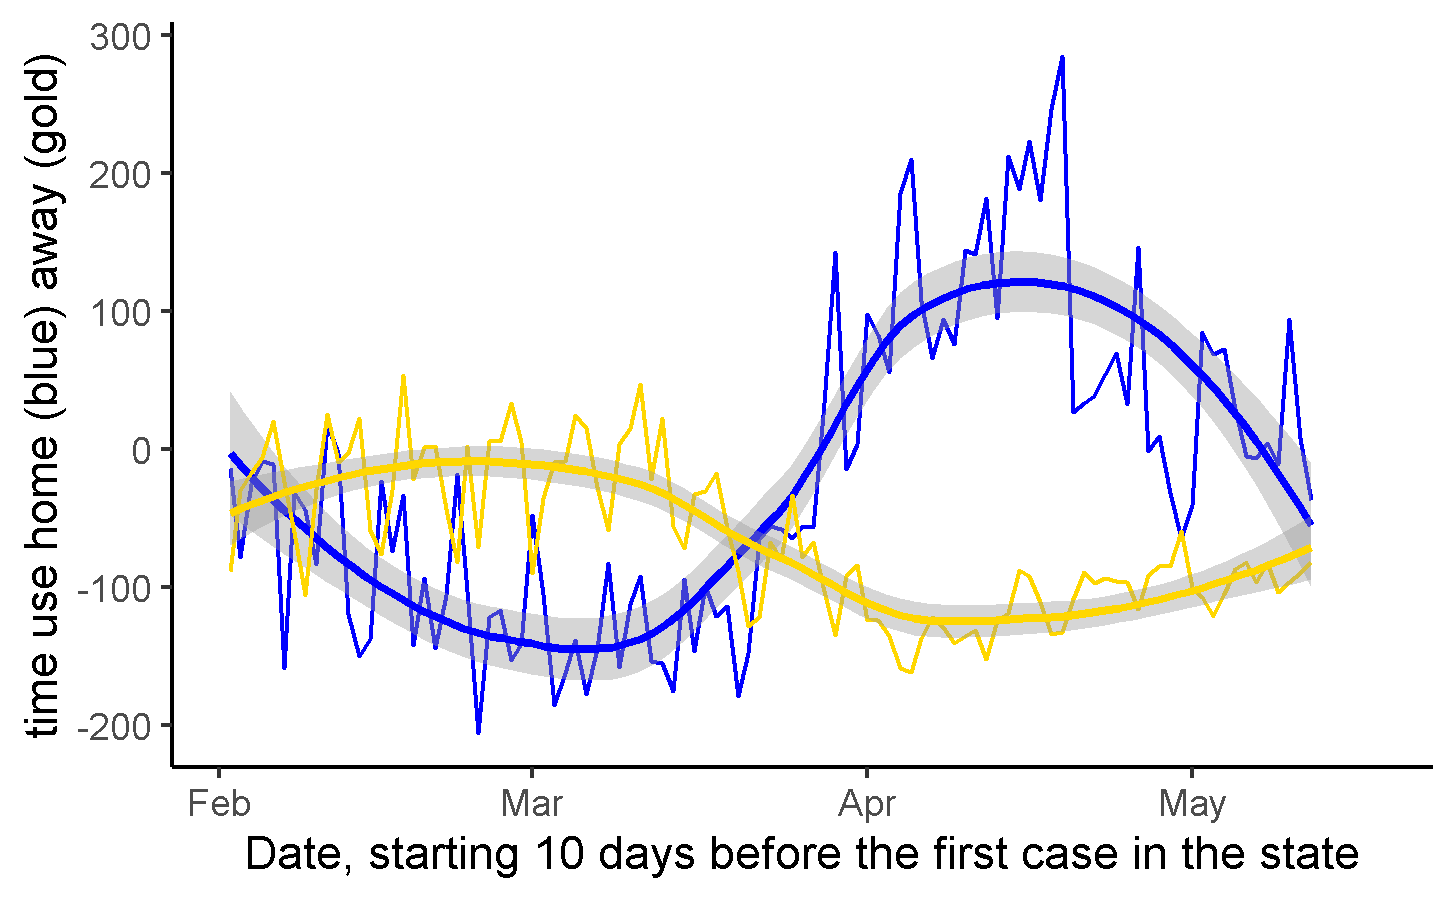 time use home (blue) away (gold)
300
200
100
0
-100
-200
Feb Mar Apr May
Date, starting 10 days before the first case in the state